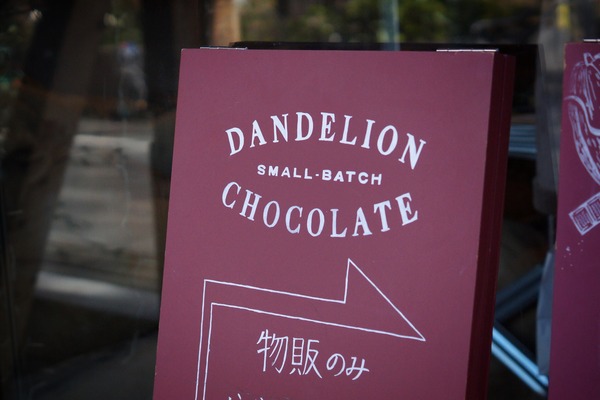 DANDELION
SMALL-BATCH
CHOCOLATE
物販のみ